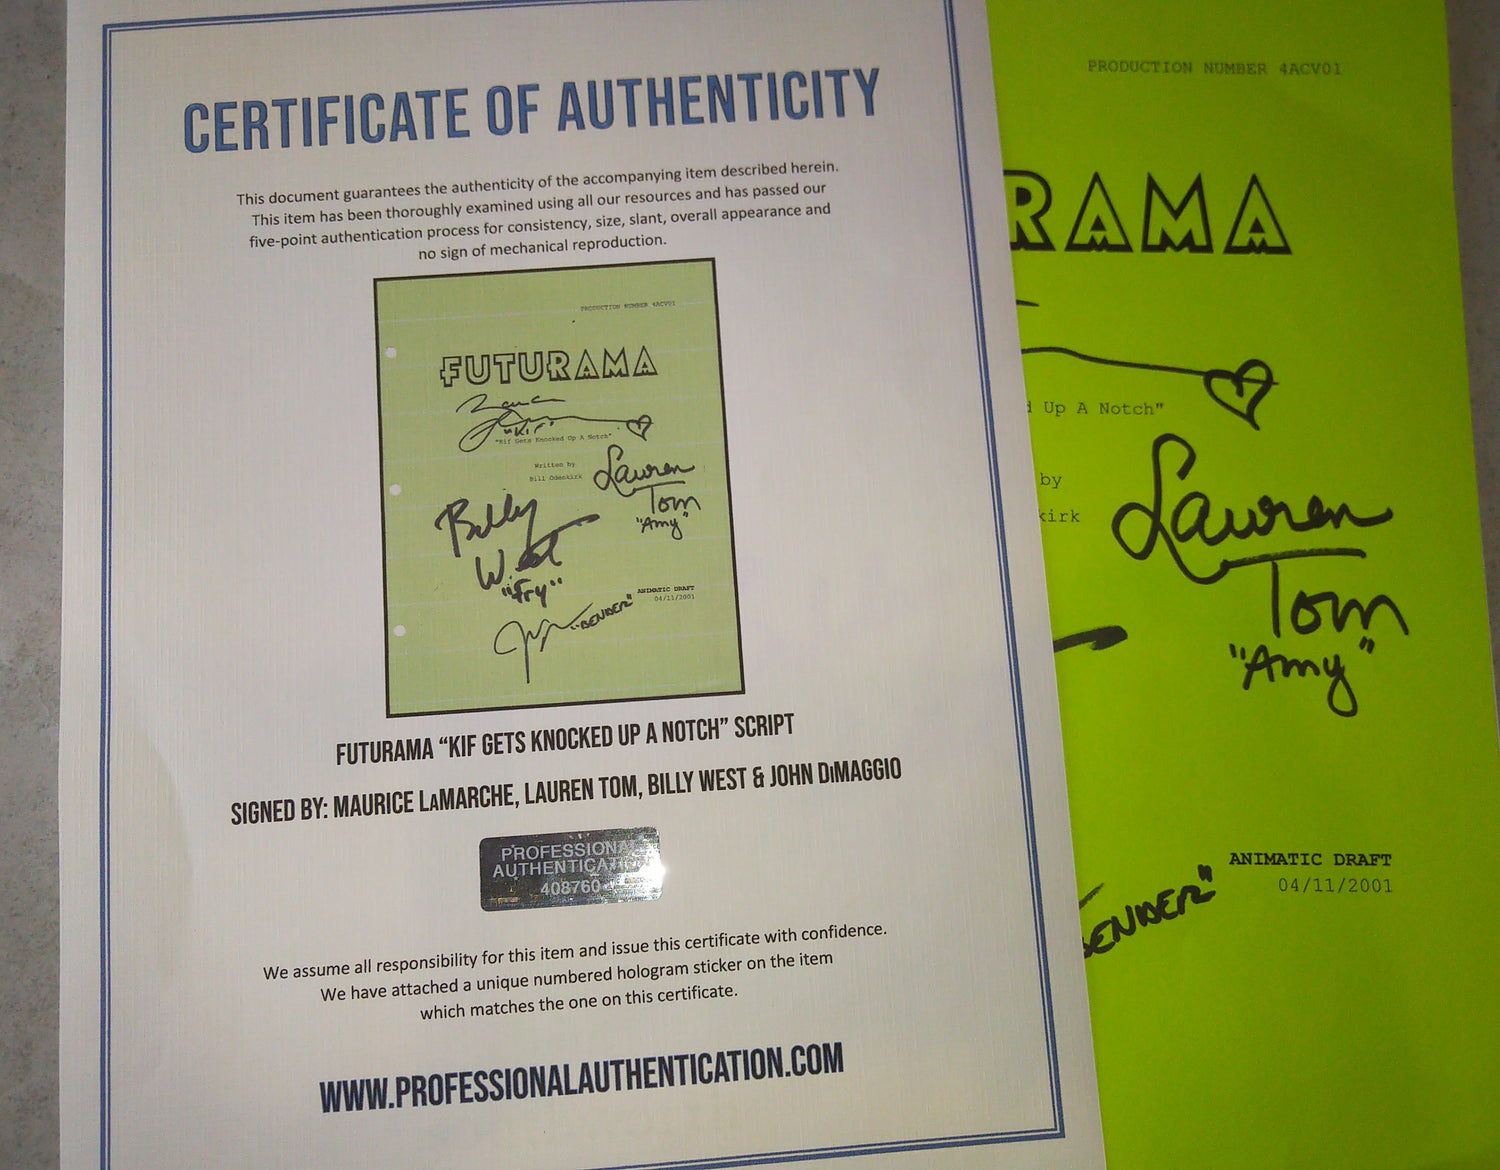 CERTIFICATE OF AUTHENTICITY
This document guarantees the authenticity of the accompanying item described herein.
This item has been thoroughly examined using all our resources and has passed our
five-point authentication process for consistency, size, slant, overall appearance and
no sign of mechanical reproduction.
PRODUCTION NUMBER 4ACV01
FUTURAMA
"Kif"
"Kif Gets Knocked Up A Notch"
Written by
Bill Odenkirk
Lauren
Tom
"Amy"
Billy
West
"Fry"
ANIMATIC DRAFT
04/11/2001
"BENDER"
FUTURAMA “KIF GETS KNOCKED UP A NOTCH” SCRIPT
SIGNED BY: MAURICE LAMARCHE, LAUREN TOM, BILLY WEST & JOHN DiMAGGIO
PROFESSIONAL
AUTHENTICATION
408760
We assume all responsibility for this item and issue this certificate with confidence.
We have attached a unique numbered hologram sticker on the item
which matches the one on this certificate.
WWW.PROFESSIONALAUTHENTICATION.COM
PRODUCTION NUMBER 4ACV01
RAMA
d Up A Notch"
by
kirk
Lauren
Tom
"Amy"
ANIMATIC DRAFT
04/11/2001
BENDER"